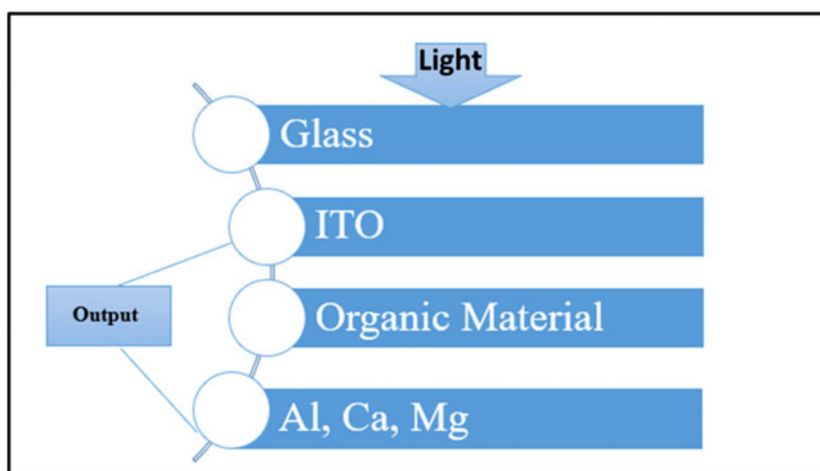 Light
Glass
ITO
Output
Organic Material
Al, Ca, Mg